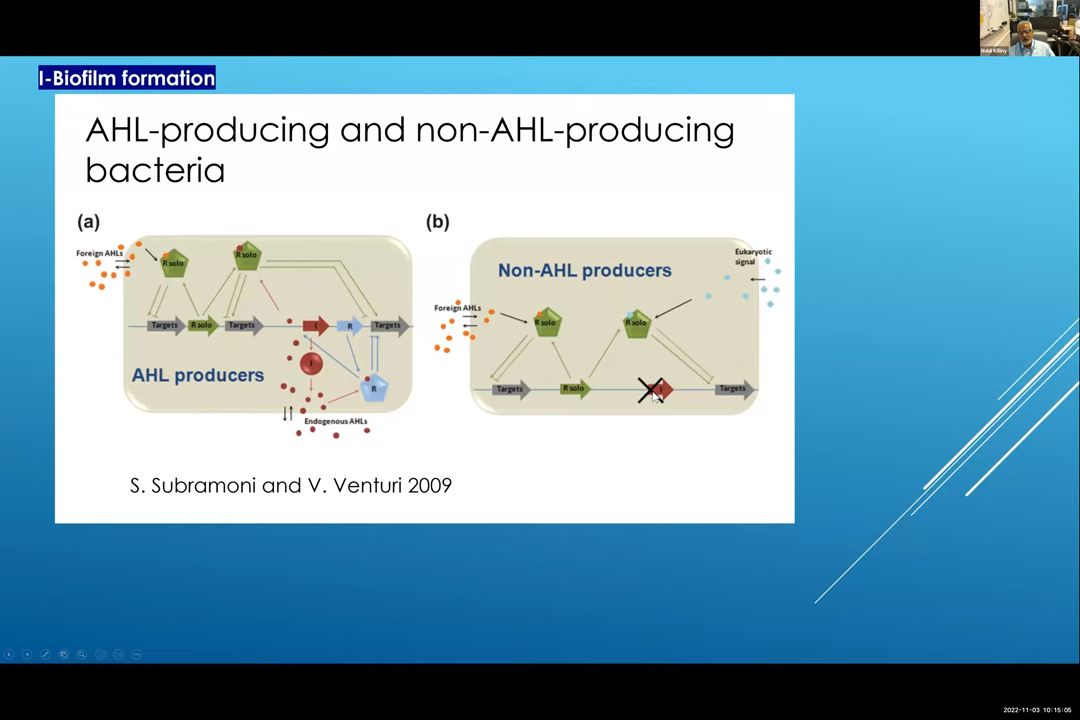 Nabil Killiny
I-Biofilm formation
AHL-producing and non-AHL-producing
bacteria
(a)
Foreign AHLs
R solo
R solo
Targets
R solo
Targets
I
R
Targets
I
AHL producers
R
Endogenous AHLs
(b)
Non-AHL producers
Eukaryotic
signal
Foreign AHLs
R solo
R solo
Targets
R solo
Targets
S. Subramoni and V. Venturi 2009
2022-11-03 10:15:05